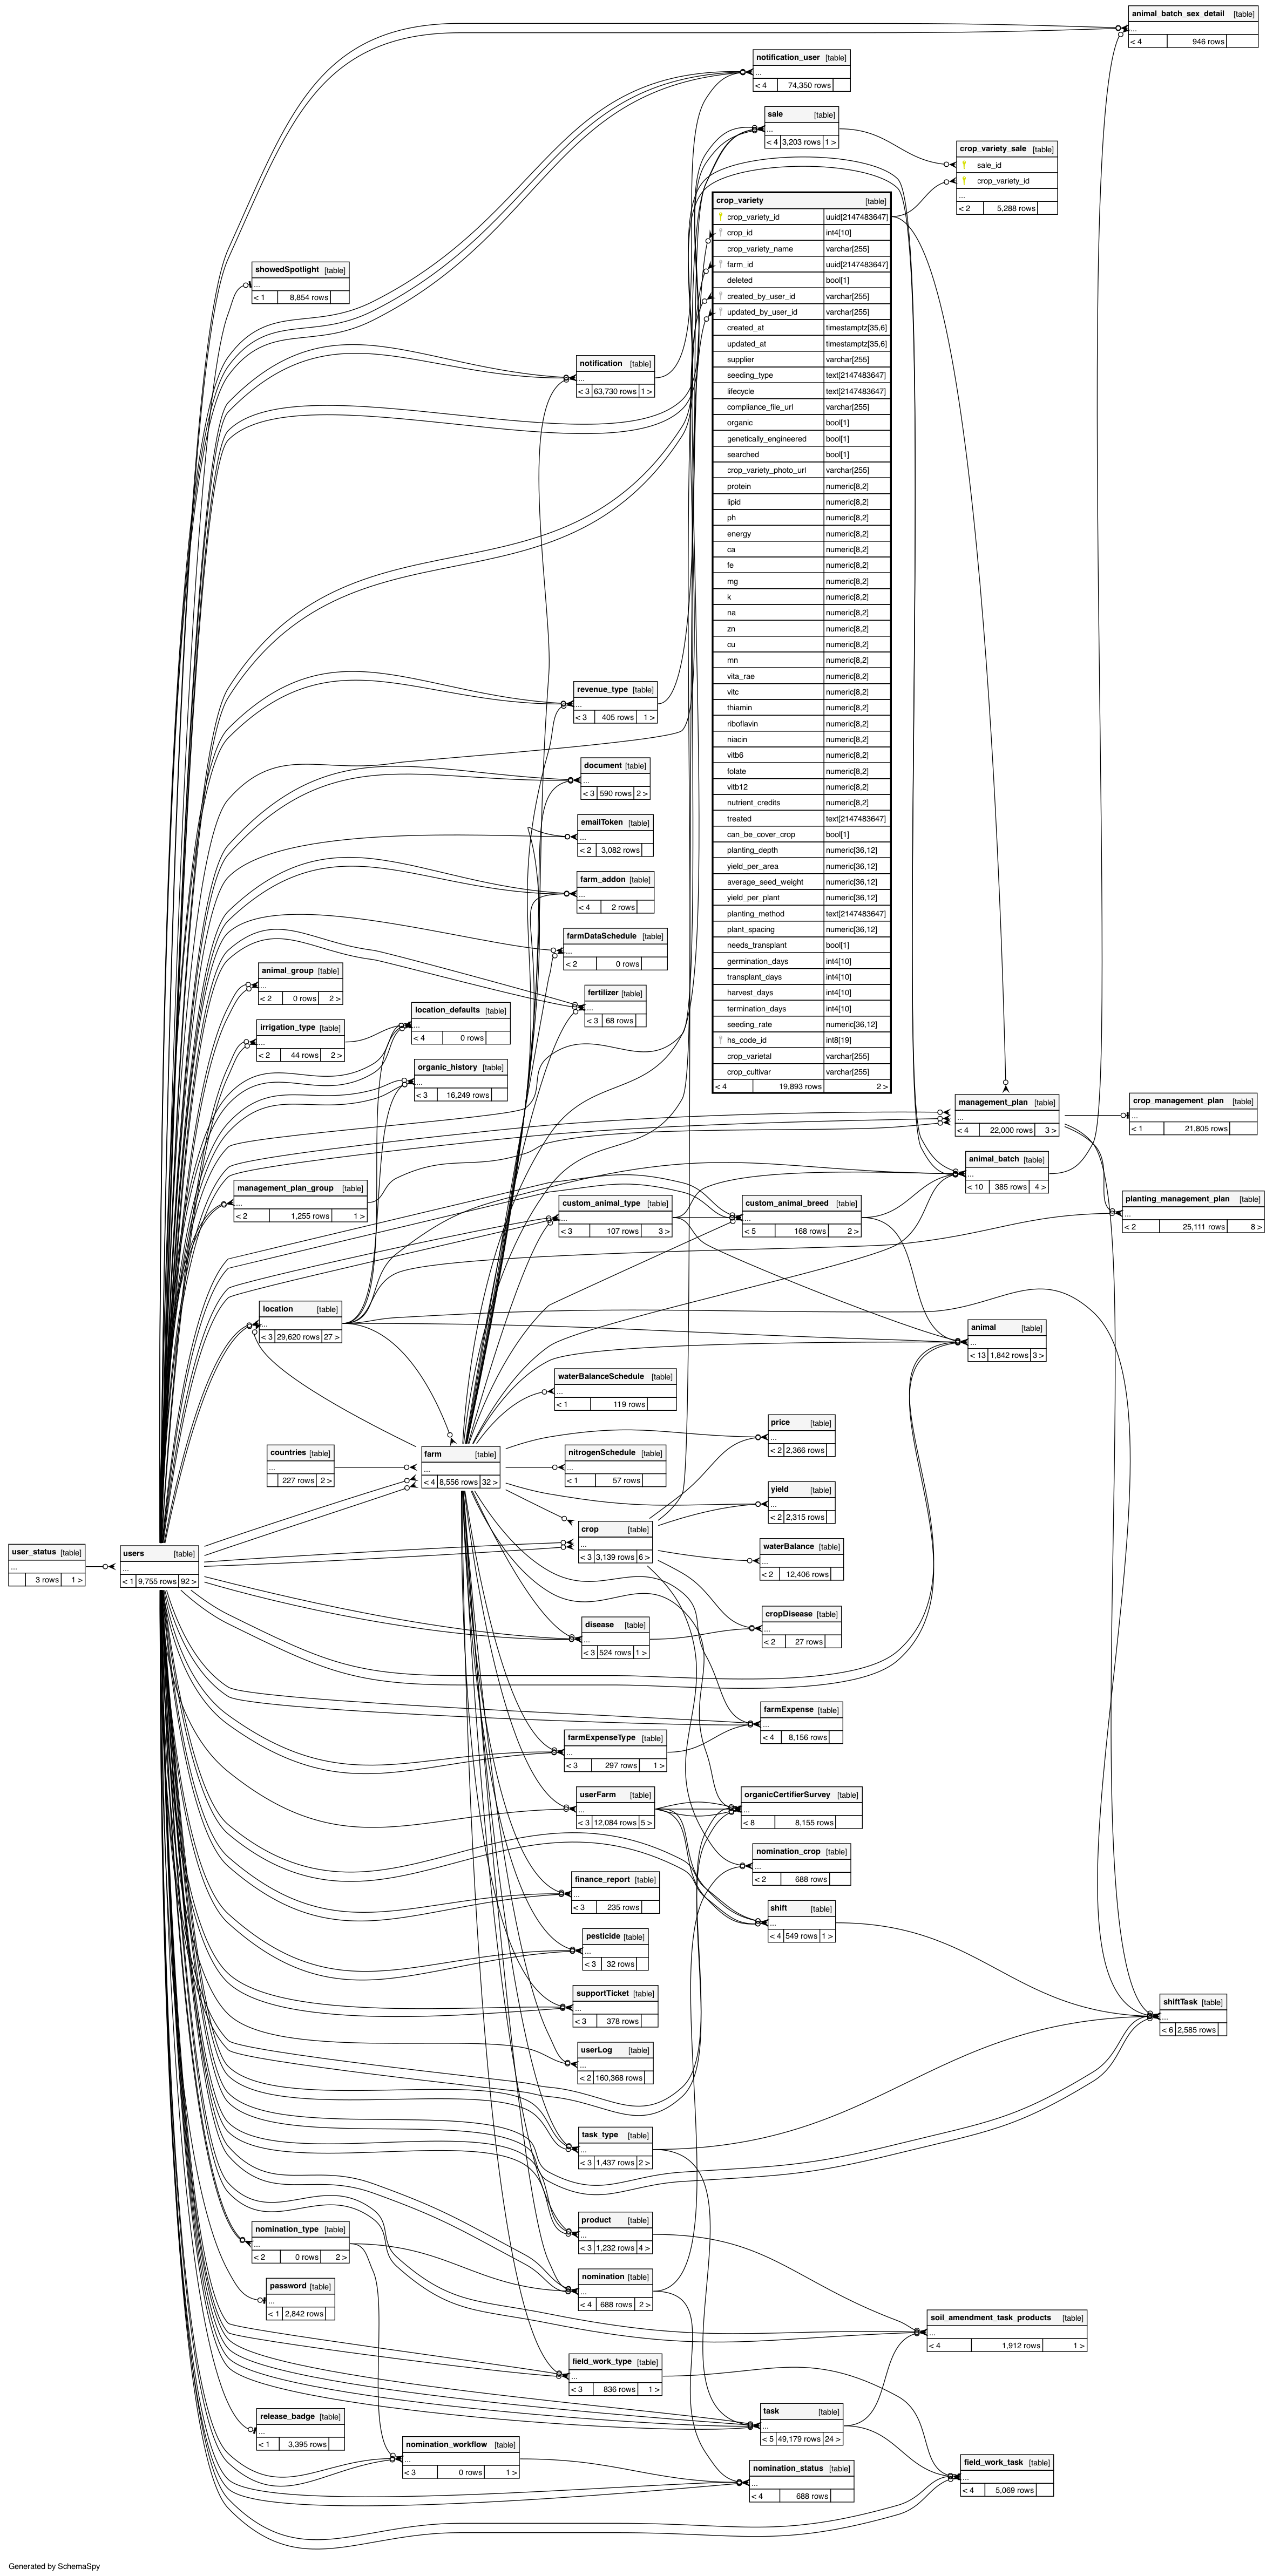 animal_batch_sex_detail [table]
...
< 4 946 rows
notification_user [table]
...
< 4 74,350 rows
sale [table]
...
< 4 3,203 rows 1 >
crop_variety_sale [table]
sale_id
crop_variety_id
...
< 2 5,288 rows
crop_variety [table]
crop_variety_id uuid[2147483647]
crop_id int4[10]
crop_variety_name varchar[255]
farm_id uuid[2147483647]
deleted bool[1]
created_by_user_id varchar[255]
updated_by_user_id varchar[255]
created_at timestamptz[35,6]
updated_at timestamptz[35,6]
supplier varchar[255]
seeding_type text[2147483647]
lifecycle text[2147483647]
compliance_file_url varchar[255]
organic bool[1]
genetically_engineered bool[1]
searched bool[1]
crop_variety_photo_url varchar[255]
protein numeric[8,2]
lipid numeric[8,2]
ph numeric[8,2]
energy numeric[8,2]
ca numeric[8,2]
fe numeric[8,2]
mg numeric[8,2]
k numeric[8,2]
na numeric[8,2]
zn numeric[8,2]
cu numeric[8,2]
mn numeric[8,2]
vita_rae numeric[8,2]
vitc numeric[8,2]
thiamin numeric[8,2]
riboflavin numeric[8,2]
niacin numeric[8,2]
vitb6 numeric[8,2]
folate numeric[8,2]
vitb12 numeric[8,2]
nutrient_credits numeric[8,2]
treated text[2147483647]
can_be_cover_crop bool[1]
planting_depth numeric[36,12]
yield_per_area numeric[36,12]
average_seed_weight numeric[36,12]
yield_per_plant numeric[36,12]
planting_method text[2147483647]
plant_spacing numeric[36,12]
needs_transplant bool[1]
germination_days int4[10]
transplant_days int4[10]
harvest_days int4[10]
termination_days int4[10]
seeding_rate numeric[36,12]
hs_code_id int8[19]
crop_varietal varchar[255]
crop_cultivar varchar[255]
< 4 19,893 rows 2 >
showedSpotlight [table]
...
< 1 8,854 rows
notification [table]
...
< 3 63,730 rows 1 >
revenue_type [table]
...
< 3 405 rows 1 >
document [table]
...
< 3 590 rows 2 >
emailToken [table]
...
< 2 3,082 rows
farm_addon [table]
...
< 4 2 rows
farmDataSchedule [table]
...
< 2 0 rows
animal_group [table]
...
< 2 0 rows 2 >
fertilizer [table]
...
< 3 68 rows
location_defaults [table]
...
< 4 0 rows
irrigation_type [table]
...
< 2 44 rows 2 >
organic_history [table]
...
< 3 16,249 rows
management_plan [table]
...
< 4 22,000 rows 3 >
crop_management_plan [table]
...
< 1 21,805 rows
animal_batch [table]
...
< 10 385 rows 4 >
management_plan_group [table]
...
< 2 1,255 rows 1 >
custom_animal_type [table]
...
< 3 107 rows 3 >
custom_animal_breed [table]
...
< 5 168 rows 2 >
planting_management_plan [table]
...
< 2 25,111 rows 8 >
location [table]
...
< 3 29,620 rows 27 >
animal [table]
...
< 13 1,842 rows 3 >
waterBalanceSchedule [table]
...
< 1 119 rows
price [table]
...
< 2 2,366 rows
countries [table]
...
227 rows 2 >
farm [table]
...
< 4 8,556 rows 32 >
nitrogenSchedule [table]
...
< 1 57 rows
yield [table]
...
< 2 2,315 rows
crop [table]
...
< 3 3,139 rows 6 >
waterBalance [table]
...
< 2 12,406 rows
user_status [table]
...
3 rows 1 >
users [table]
...
< 1 9,755 rows 92 >
cropDisease [table]
...
< 2 27 rows
disease [table]
...
< 3 524 rows 1 >
farmExpense [table]
...
< 4 8,156 rows
farmExpenseType [table]
...
< 3 297 rows 1 >
userFarm [table]
...
< 3 12,084 rows 5 >
organicCertifierSurvey [table]
...
< 8 8,155 rows
nomination_crop [table]
...
< 2 688 rows
finance_report [table]
...
< 3 235 rows
shift [table]
...
< 4 549 rows 1 >
pesticide [table]
...
< 3 32 rows
supportTicket [table]
...
< 3 378 rows
shiftTask [table]
...
< 6 2,585 rows
userLog [table]
...
< 2 160,368 rows
task_type [table]
...
< 3 1,437 rows 2 >
product [table]
...
< 3 1,232 rows 4 >
nomination_type [table]
...
< 2 0 rows 2 >
nomination [table]
...
< 4 688 rows 2 >
password [table]
...
< 1 2,842 rows
soil_amendment_task_products [table]
...
< 4 1,912 rows 1 >
field_work_type [table]
...
< 3 836 rows 1 >
task [table]
...
< 5 49,179 rows 24 >
release_badge [table]
...
< 1 3,395 rows
nomination_workflow [table]
...
< 3 0 rows 1 >
field_work_task [table]
...
< 4 5,069 rows
nomination_status [table]
...
< 4 688 rows
Generated by SchemaSpy